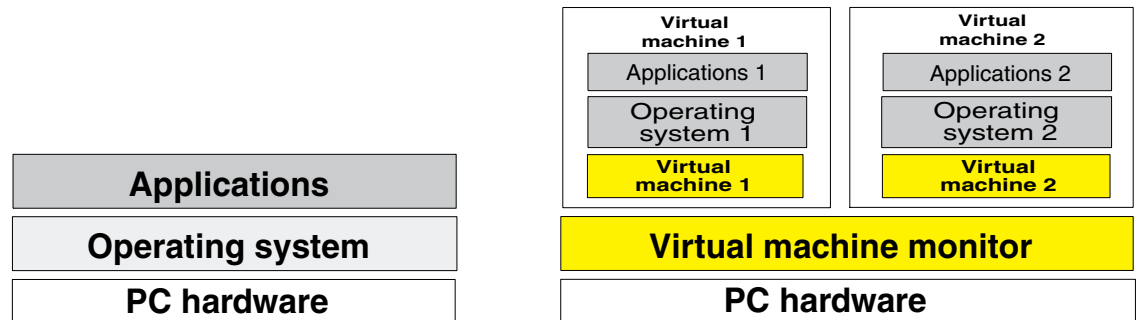 Applications
Operating system
PC hardware
Virtual
machine 1
Applications 1
Operating
system 1
Virtual
machine 1
Virtual
machine 2
Applications 2
Operating
system 2
Virtual
machine 2
Virtual machine monitor
PC hardware